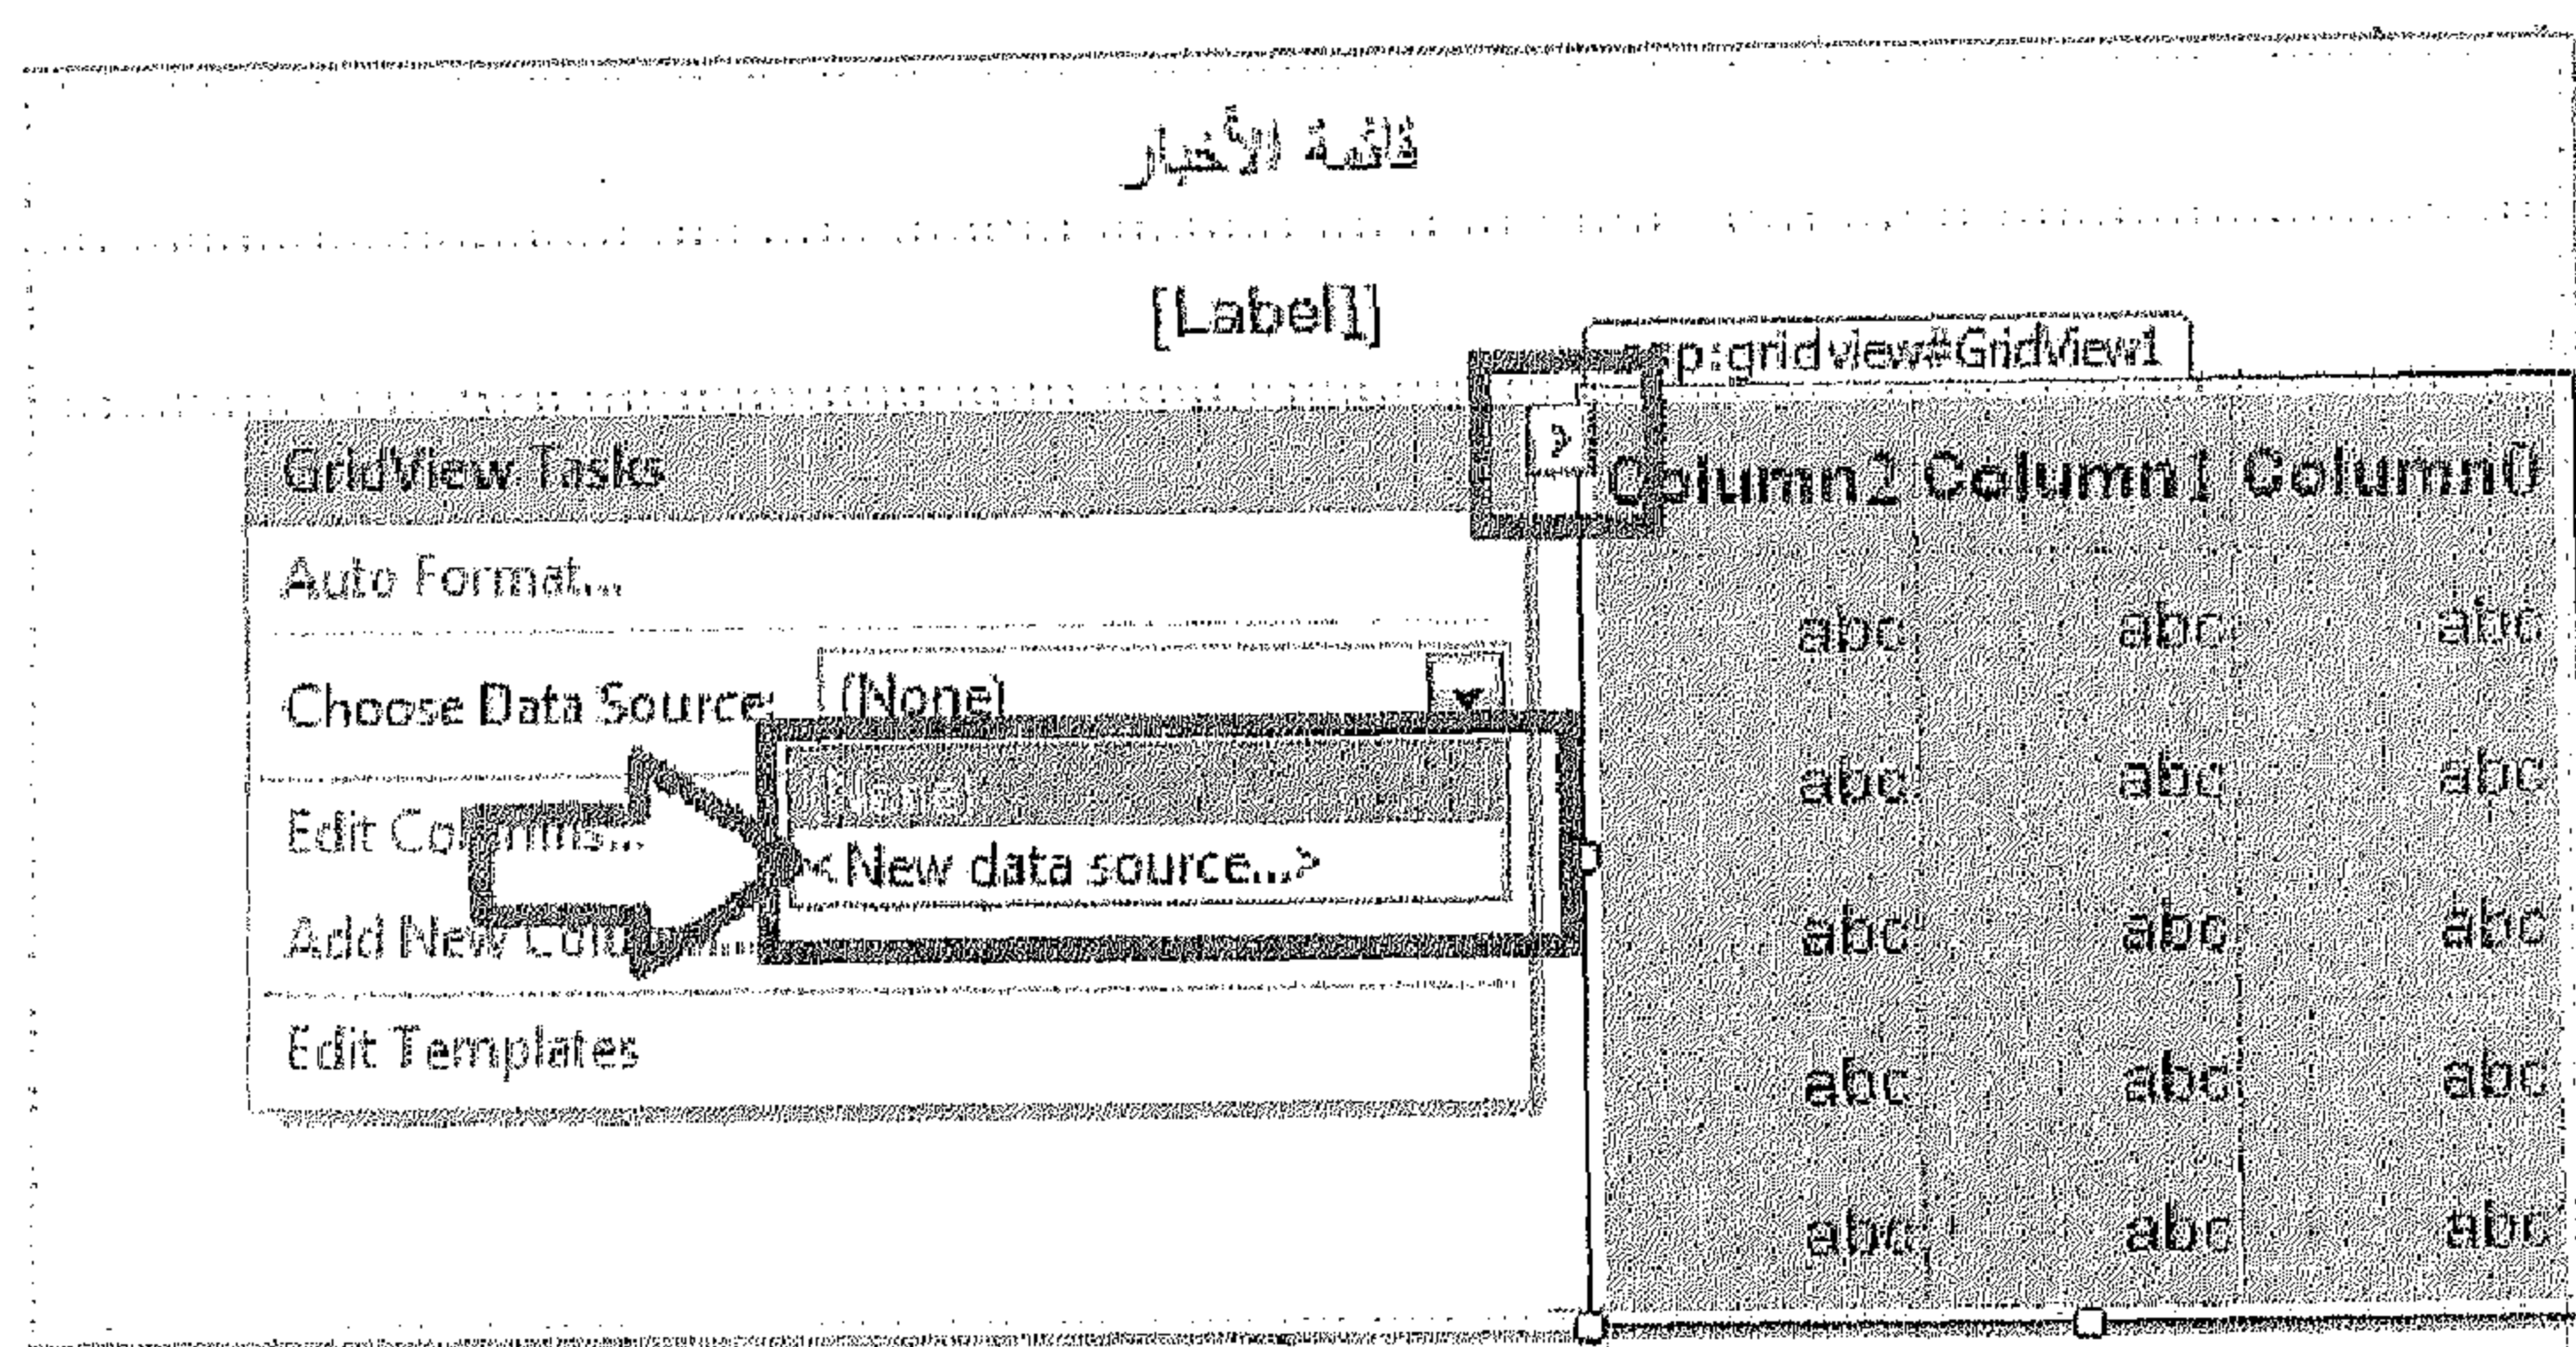 قائمة الأخبار
[Label1]
asp:gridview#GridView1
GridView Tasks
Auto Format...
Choose Data Source: (None)
(None)
<New data source...>
Edit Columns...
Add New Column...
Edit Templates
Column2 Column1 Column0
abc abc abc
abc abc abc
abc abc abc
abc abc abc
abc abc abc